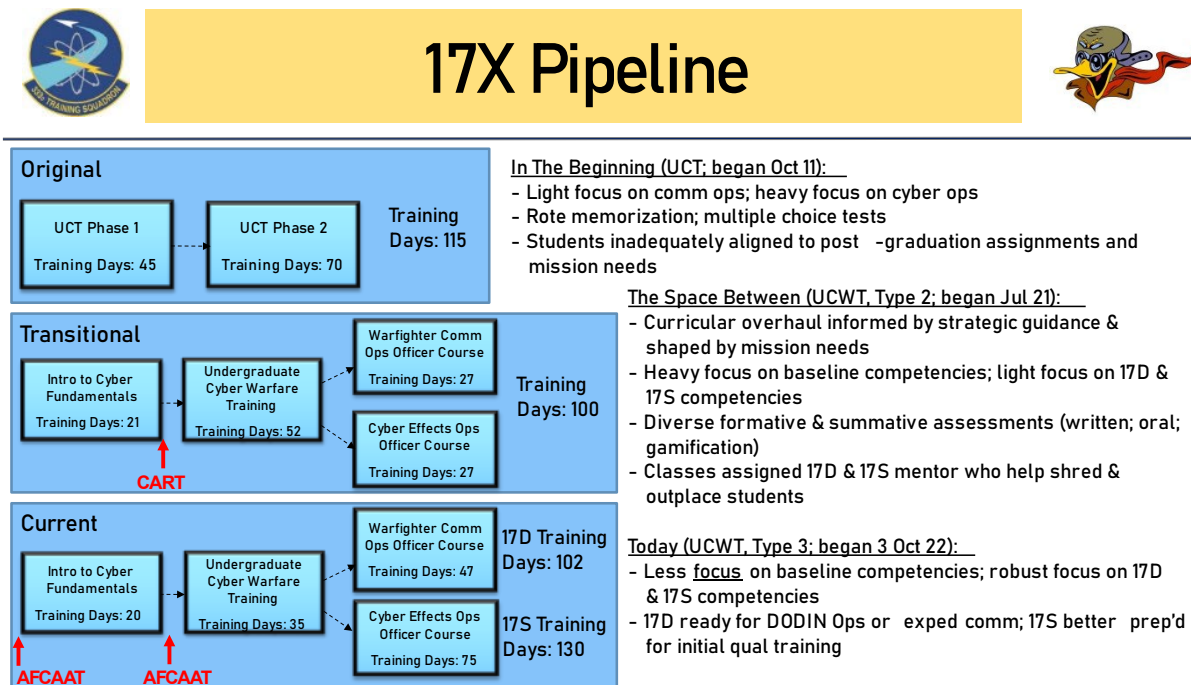 17X Pipeline
333D TRAINING SQUADRON
Original
UCT Phase 1
Training Days: 45
UCT Phase 2
Training Days: 70
Training
Days: 115
In The Beginning (UCT; began Oct 11):
- Light focus on comm ops; heavy focus on cyber ops
- Rote memorization; multiple choice tests
- Students inadequately aligned to post -graduation assignments and
mission needs
Transitional
Intro to Cyber
Fundamentals
Training Days: 21
CART
Undergraduate
Cyber Warfare
Training
Training Days: 52
Warfighter Comm
Ops Officer Course
Training Days: 27
Cyber Effects Ops
Officer Course
Training Days: 27
Training
Days: 100
The Space Between (UCWT, Type 2; began Jul 21):
- Curricular overhaul informed by strategic guidance &
shaped by mission needs
- Heavy focus on baseline competencies; light focus on 17D &
17S competencies
- Diverse formative & summative assessments (written; oral;
gamification)
- Classes assigned 17D & 17S mentor who help shred &
outplace students
Current
Intro to Cyber
Fundamentals
Training Days: 20
AFCAAT
AFCAAT
Undergraduate
Cyber Warfare
Training
Training Days: 35
Warfighter Comm
Ops Officer Course
Training Days: 47
Cyber Effects Ops
Officer Course
Training Days: 75
17D Training
Days: 102
17S Training
Days: 130
Today (UCWT, Type 3; began 3 Oct 22):
- Less focus on baseline competencies; robust focus on 17D
& 17S competencies
- 17D ready for DODIN Ops or exped comm; 17S better prep'd
for initial qual training